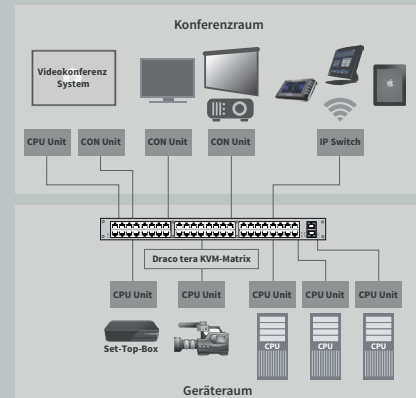 Konferenzraum
Videokonferenz
System
CPU Unit CON Unit CON Unit CON Unit IP Switch
Draco tera KVM-Matrix
CPU Unit CPU Unit CPU Unit CPU Unit CPU Unit
Set-Top-Box
CPU CPU CPU
Geräteraum